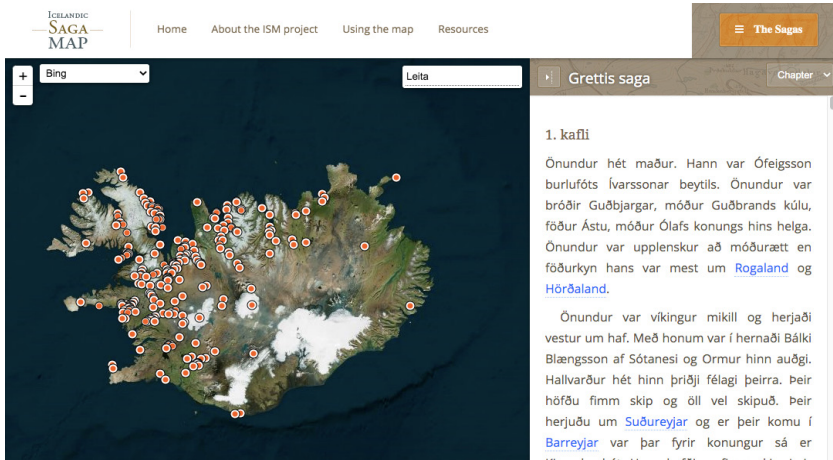 ICELANDIC
SAGA
MAP
Home About the ISM project Using the map Resources
≡ The Sagas
+
−
Bing
Leita
Grettis saga
Chapter
1. kafli
Önundur hét maður. Hann var Ófeigsson
burlufóts Ívarssonar beytils. Önundur var
bróðir Guðbjargar, móður Guðbrands kúlu,
föður Ástu, móður Ólafs konungs hins helga.
Önundur var upplenskur að móðurætt en
föðurkyn hans var mest um Rogaland og
Hörðaland.
Önundur var víkingur mikill og herjaði
vestur um haf. Með honum var í hernaði Bálki
Blængsson af Sótanesi og Ormur hinn auðgi.
Hallvarður hét hinn þriðji félagi þeirra. Þeir
höfðu fimm skip og öll vel skipuð. Þeir
herjuðu um Suðureyjar og er þeir komu í
Barreyjar var þar fyrir konungur sá er